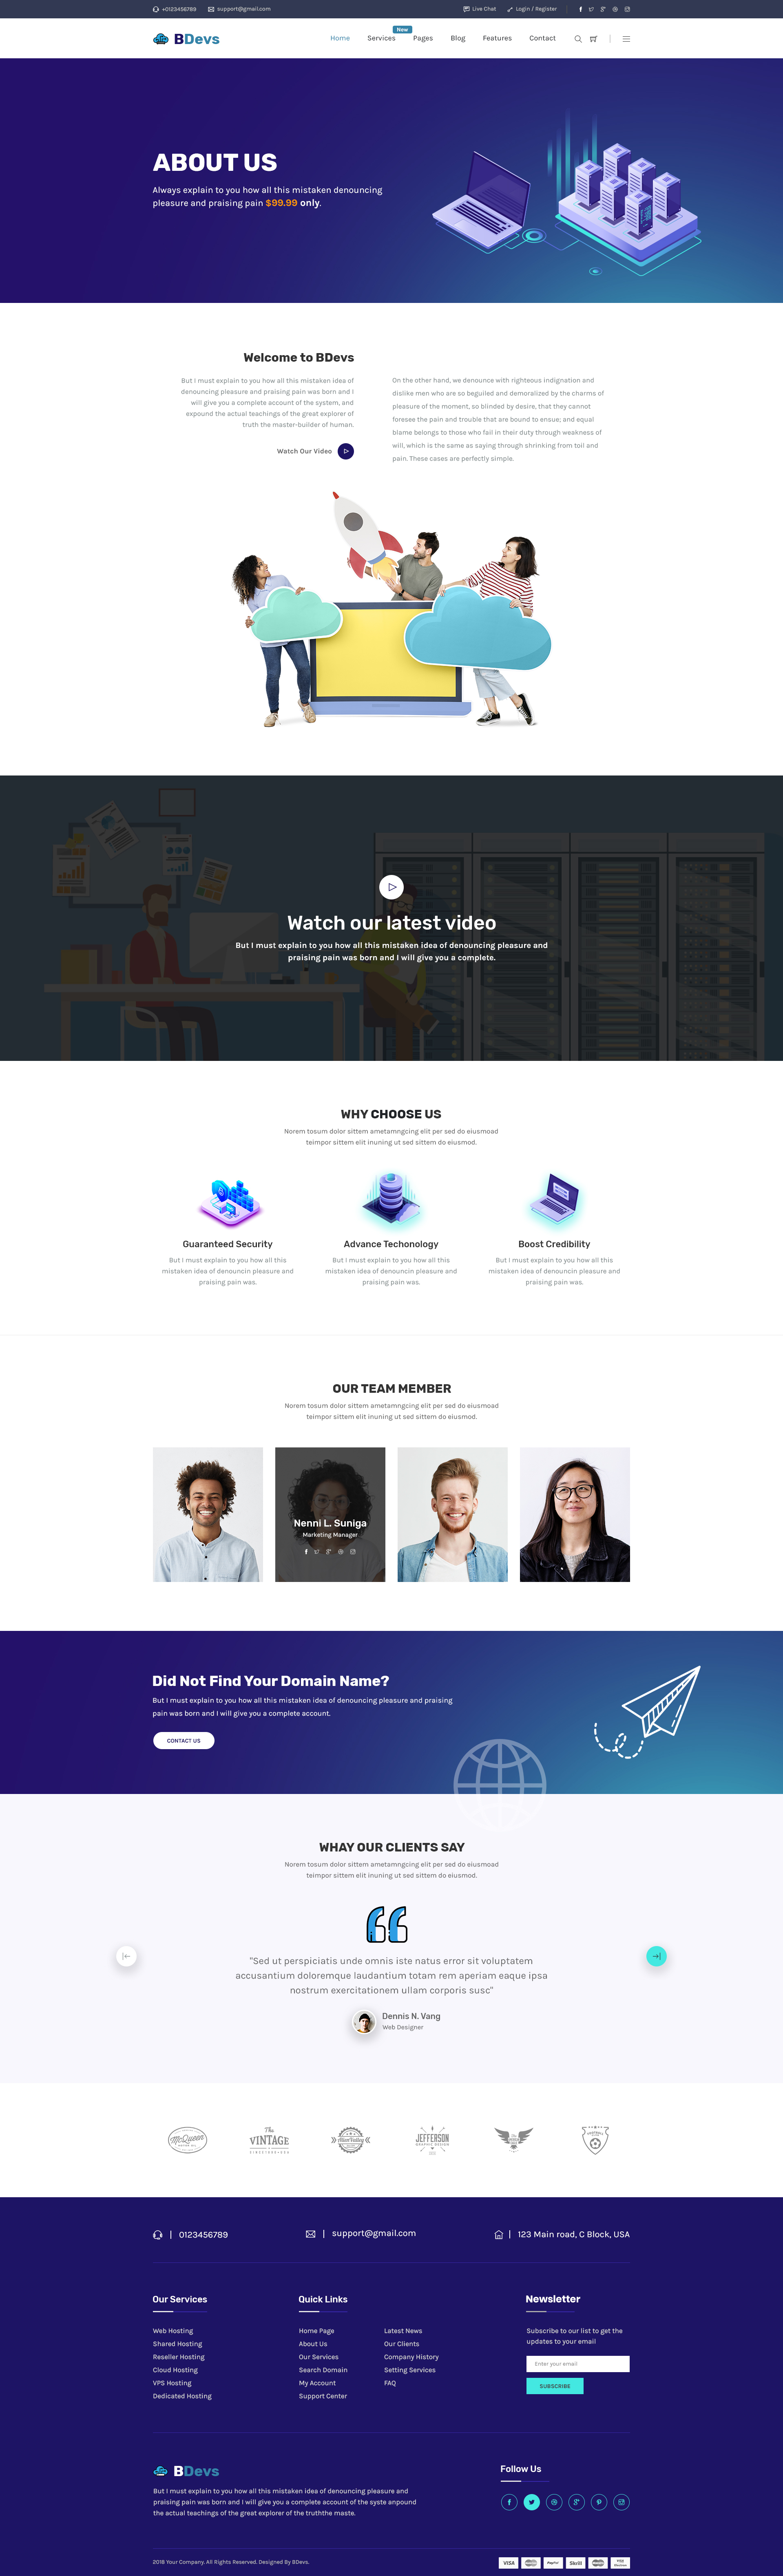 +0123456789 support@gmail.com Live Chat Login / Register
BDevs Home Services New Pages Blog Features Contact
ABOUT US
Always explain to you how all this mistaken denouncing
pleasure and praising pain $99.99 only.
Welcome to BDevs
But I must explain to you how all this mistaken idea of
denouncing pleasure and praising pain was born and I
will give you a complete account of the system, and
expound the actual teachings of the great explorer of
truth the master-builder of human.
Watch Our Video
On the other hand, we denounce with righteous indignation and
dislike men who are so beguiled and demoralized by the charms of
pleasure of the moment, so blinded by desire, that they cannot
foresee the pain and trouble that are bound to ensue; and equal
blame belongs to those who fail in their duty through weakness of
will, which is the same as saying through shrinking from toil and
pain. These cases are perfectly simple.
Watch our latest video
But I must explain to you how all this mistaken idea of denouncing pleasure and
praising pain was born and I will give you a complete.
WHY CHOOSE US
Norem tosum dolor sittem ametamngcing elit per sed do eiusmoad
teimpor sittem elit inuning ut sed sittem do eiusmod.
Guaranteed Security
But I must explain to you how all this
mistaken idea of denouncin pleasure and
praising pain was.
Advance Techonology
But I must explain to you how all this
mistaken idea of denouncin pleasure and
praising pain was.
Boost Credibility
But I must explain to you how all this
mistaken idea of denouncin pleasure and
praising pain was.
OUR TEAM MEMBER
Norem tosum dolor sittem ametamngcing elit per sed do eiusmoad
teimpor sittem elit inuning ut sed sittem do eiusmod.
Nenni L. Suniga
Marketing Manager
Did Not Find Your Domain Name?
But I must explain to you how all this mistaken idea of denouncing pleasure and praising
pain was born and I will give you a complete account.
CONTACT US
WHAY OUR CLIENTS SAY
Norem tosum dolor sittem ametamngcing elit per sed do eiusmoad
teimpor sittem elit inuning ut sed sittem do eiusmod.
"Sed ut perspiciatis unde omnis iste natus error sit voluptatem
accusantium doloremque laudantium totam rem aperiam eaque ipsa
nostrum exercitationem ullam corporis susc"
Dennis N. Vang
Web Designer
McQueen
The
VINTAGE
JEFFERSON
GRAPHIC DESIGN
0123456789
support@gmail.com
123 Main road, C Block, USA
Our Services
Web Hosting
Shared Hosting
Reseller Hosting
Cloud Hosting
VPS Hosting
Dedicated Hosting
Quick Links
Home Page
About Us
Our Services
Search Domain
My Account
Support Center
Latest News
Our Clients
Company History
Setting Services
FAQ
Newsletter
Subscribe to our list to get the
updates to your email
Enter your email
SUBSCRIBE
BDevs
But I must explain to you how all this mistaken idea of denouncing pleasure and
praising pain was born and I will give you a complete account of the syste anpound
the actual teachings of the great explorer of the truththe maste.
Follow Us
2018 Your Company. All Rights Reserved. Designed By BDevs.
VISA PayPal Skrill